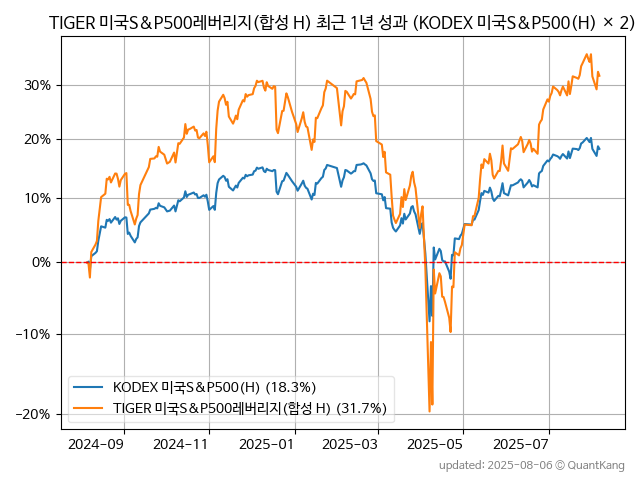 TIGER 미국S&P500레버리지(합성 H) 최근 1년 성과 (KODEX 미국S&P500(H) × 2)
30%
20%
10%
0%
−10%
−20%
KODEX 미국S&P500(H) (18.3%)
TIGER 미국S&P500레버리지(합성 H) (31.7%)
2024-09 2024-11 2025-01 2025-03 2025-05 2025-07
updated: 2025-08-06 © QuantKang